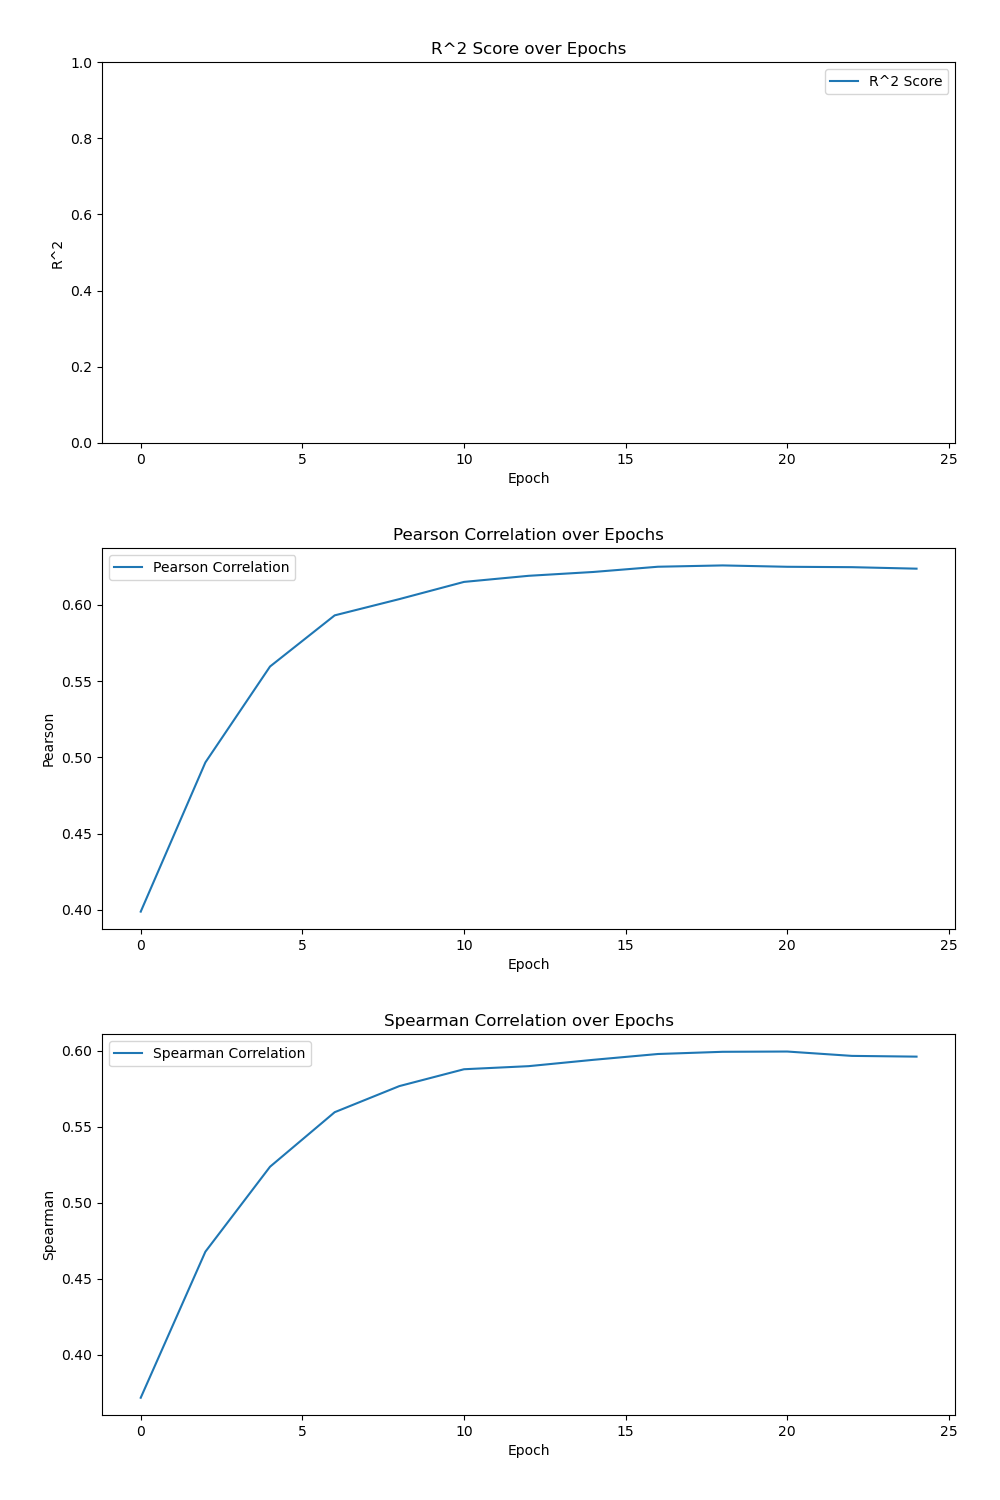 R^2 Score over Epochs
1.0
R^2 Score
0.8
0.6
R^2
0.4
0.2
0.0
0 5 10 15 20 25
Epoch
Pearson Correlation over Epochs
Pearson Correlation
0.60
0.55
Pearson
0.50
0.45
0.40
0 5 10 15 20 25
Epoch
Spearman Correlation over Epochs
Spearman Correlation
0.60
0.55
0.50
Spearman
0.45
0.40
0 5 10 15 20 25
Epoch